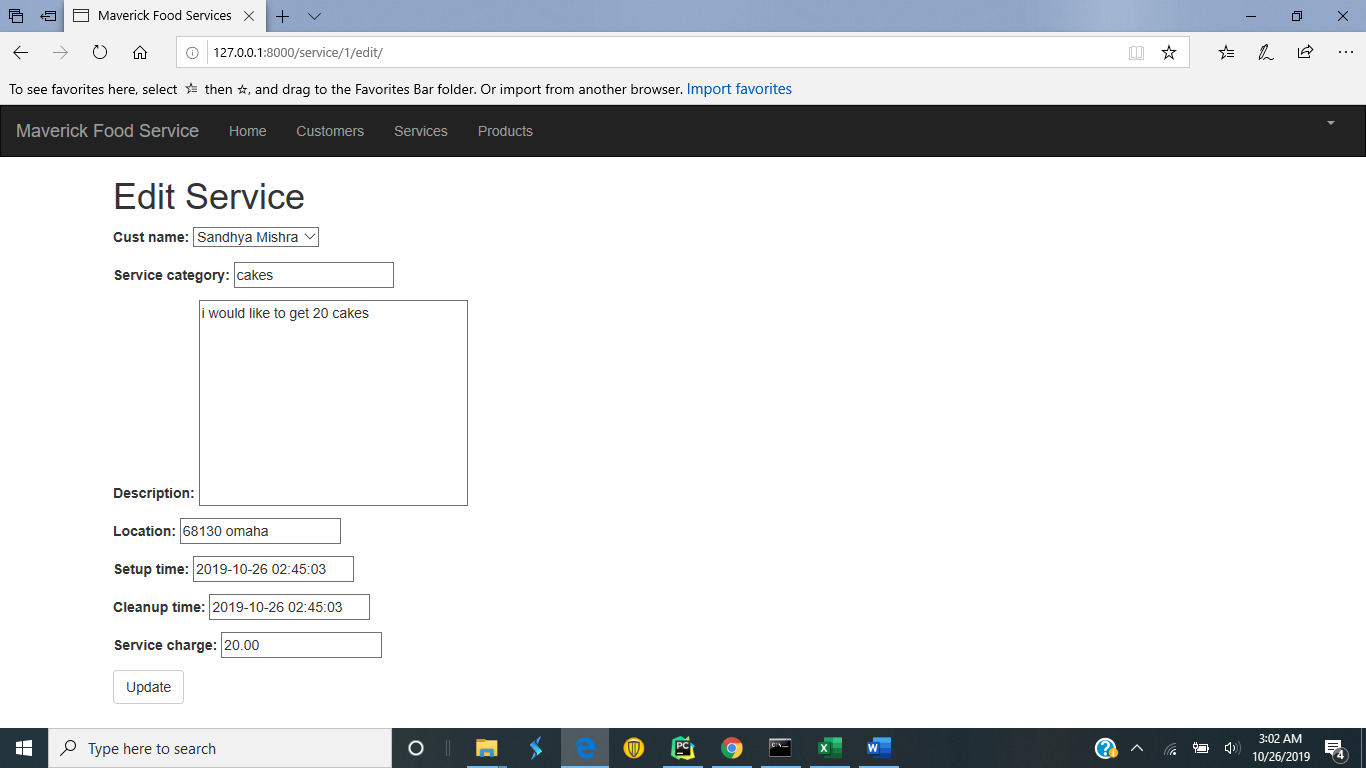 Maverick Food Services
127.0.0.1:8000/service/1/edit/
To see favorites here, select then, and drag to the Favorites Bar folder. Or import from another browser. Import favorites
Maverick Food Service Home Customers Services Products
Edit Service
Cust name: Sandhya Mishra
Service category: cakes
i would like to get 20 cakes
Description:
Location: 68130 omaha
Setup time: 2019-10-26 02:45:03
Cleanup time: 2019-10-26 02:45:03
Service charge: 20.00
Update
Type here to search
PC
3:02 AM
10/26/2019
4